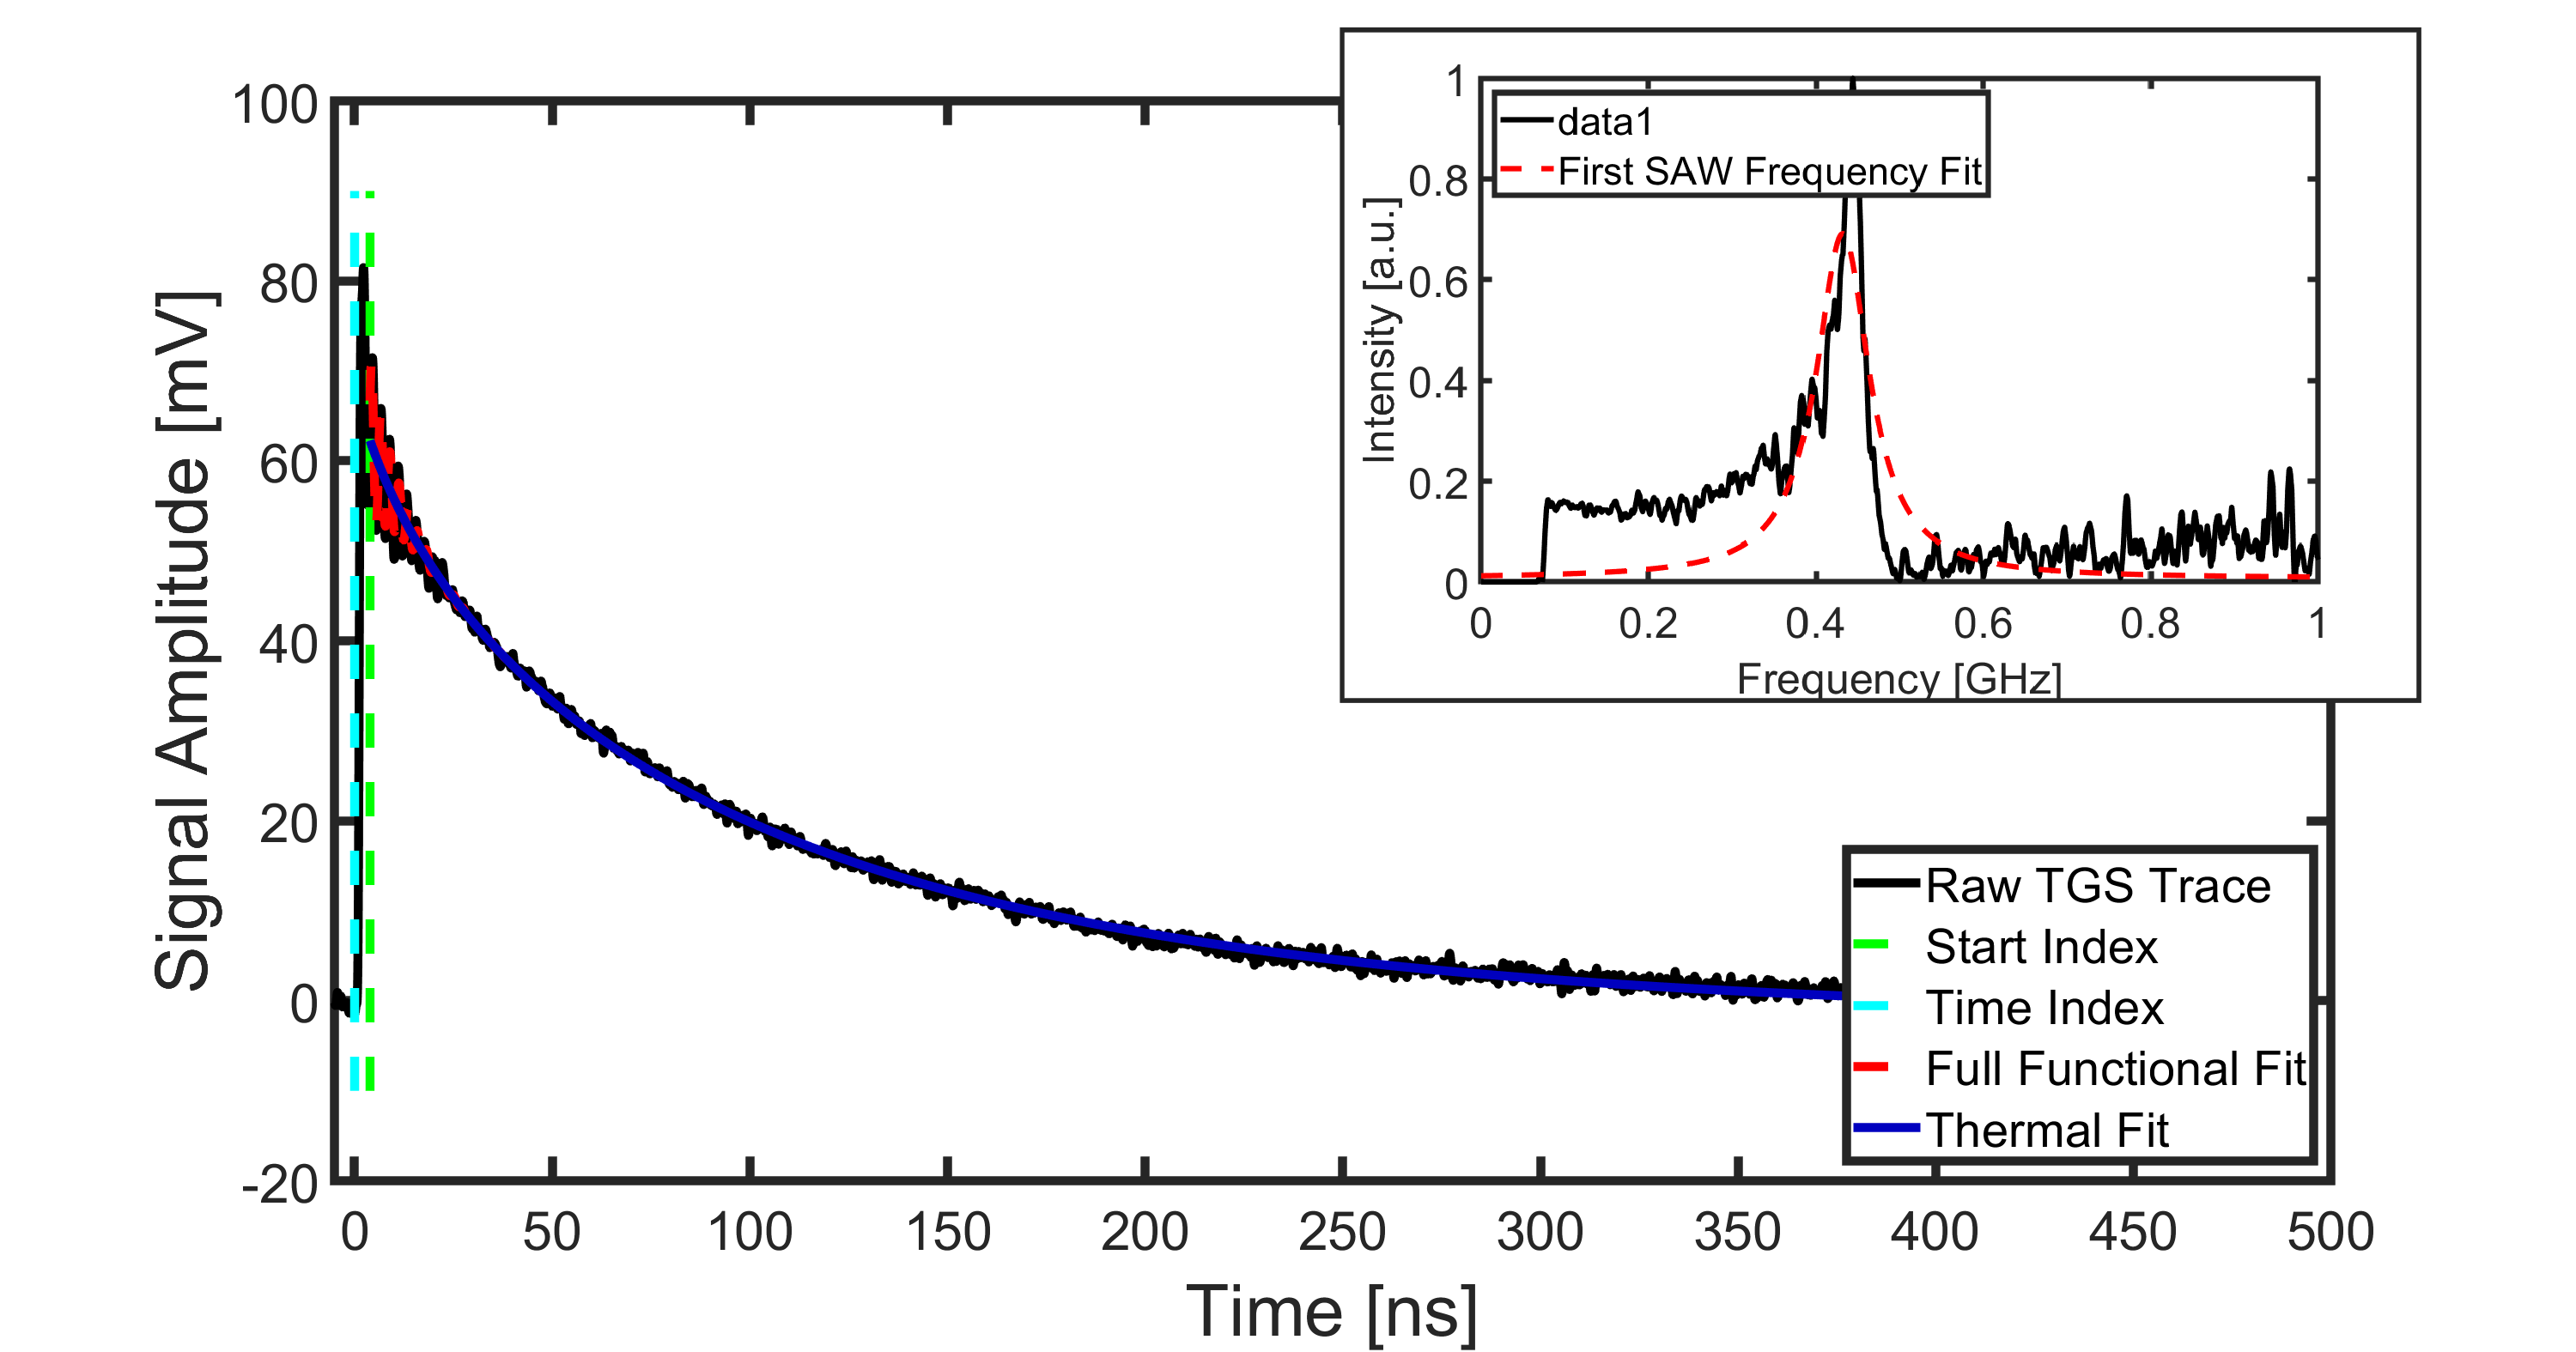 100
80
60
40
20
0
-20
Signal Amplitude [mV]
0 50 100 150 200 250 300 350 400 450 500
Time [ns]
1
0.8
0.6
0.4
0.2
0
Intensity [a.u.]
data1
First SAW Frequency Fit
0 0.2 0.4 0.6 0.8 1
Frequency [GHz]
Raw TGS Trace
Start Index
Time Index
Full Functional Fit
Thermal Fit